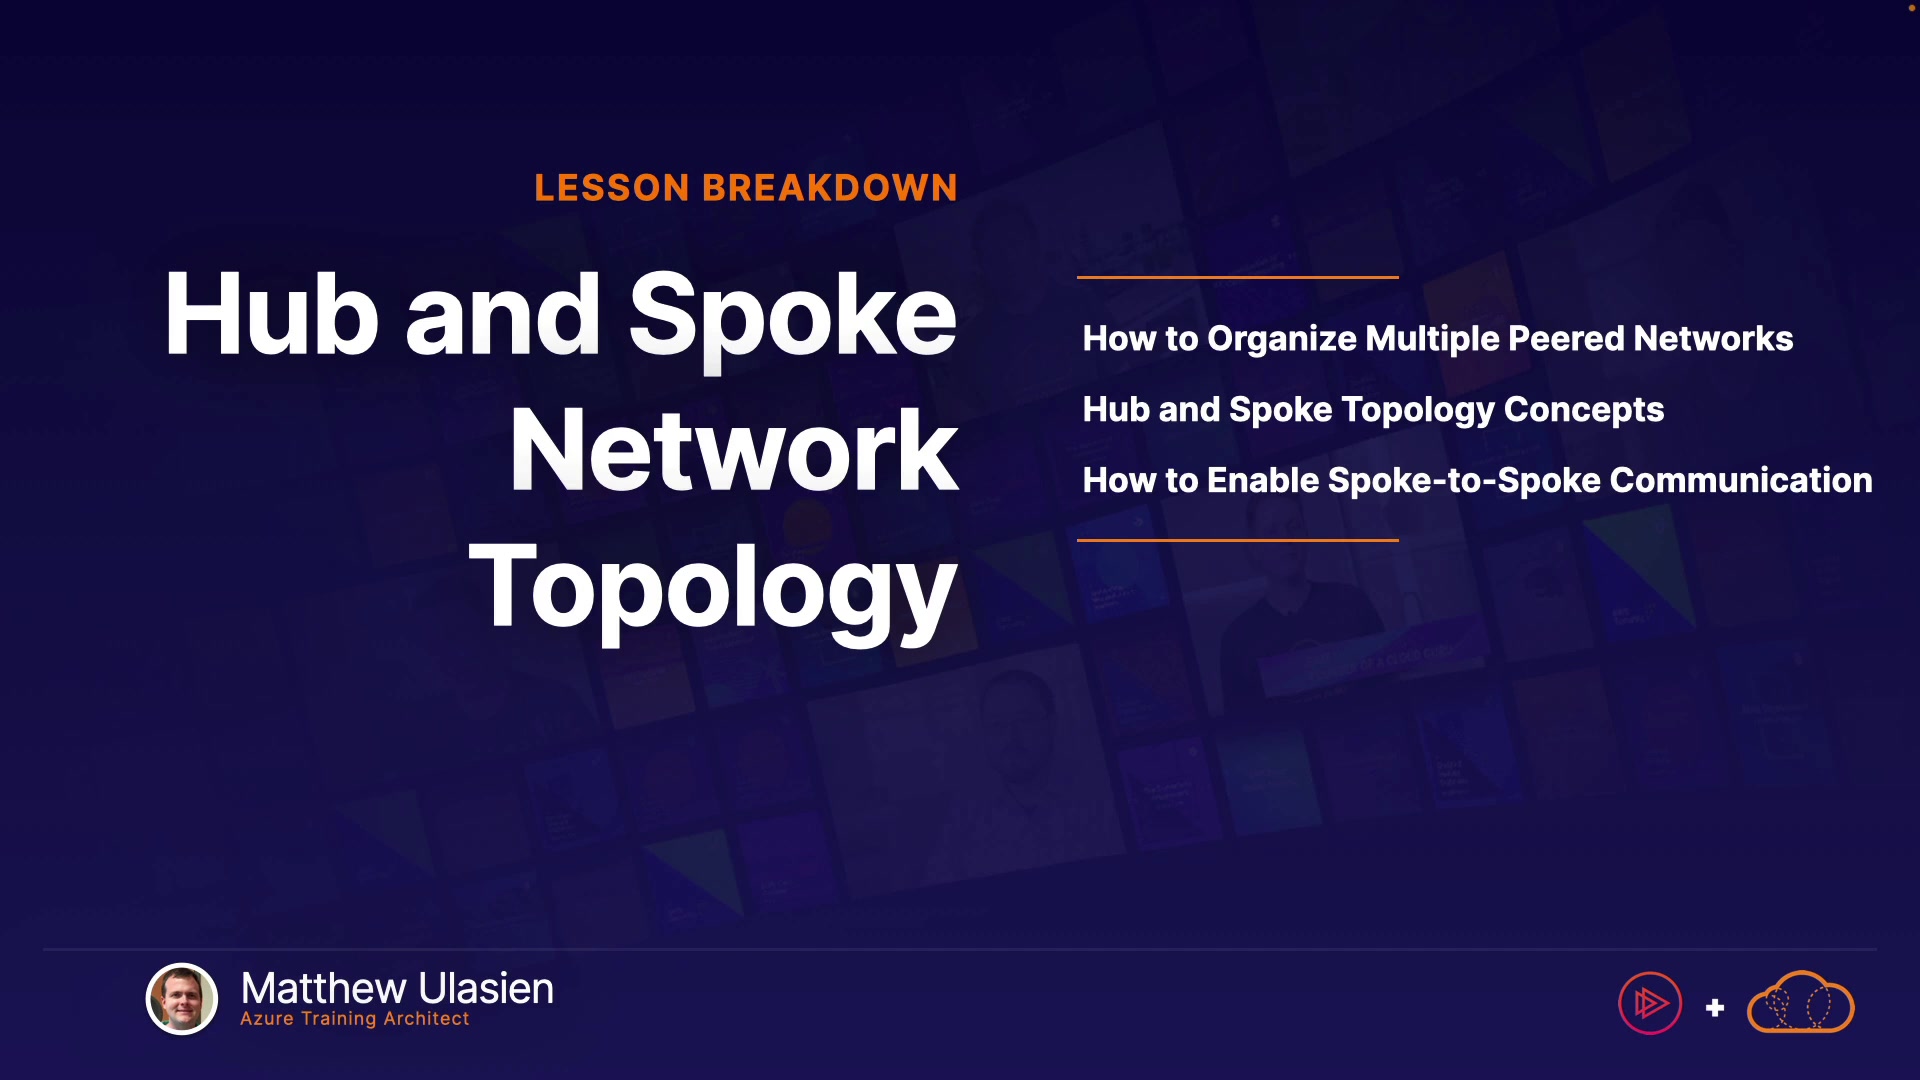 LESSON BREAKDOWN
Hub and Spoke
Network
Topology
How to Organize Multiple Peered Networks
Hub and Spoke Topology Concepts
How to Enable Spoke-to-Spoke Communication
Matthew Ulasien
Azure Training Architect
+